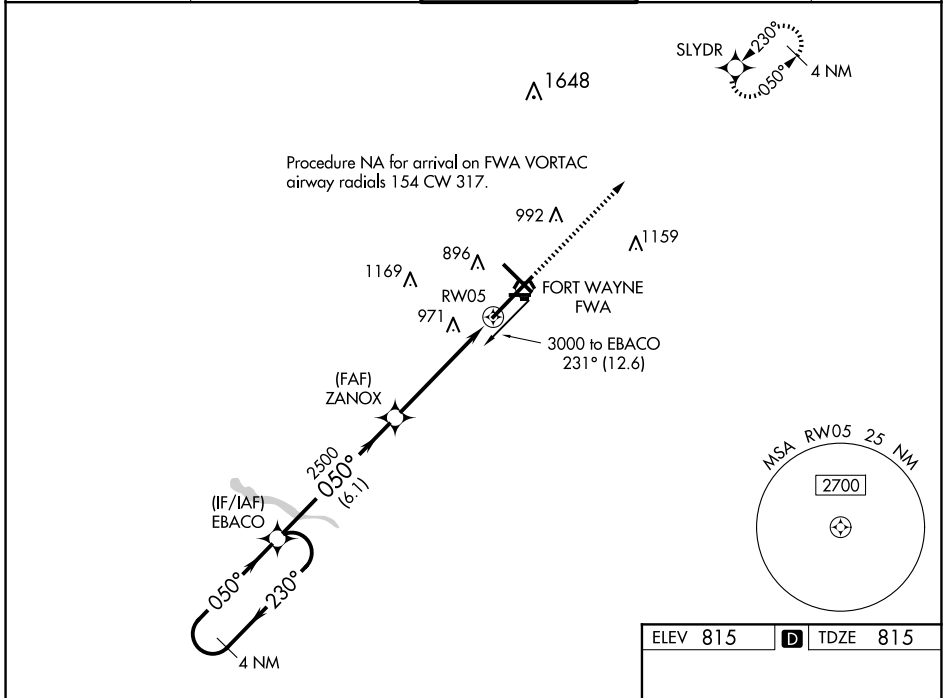 SLYDR
230°
050°
4 NM
1648
Procedure NA for arrival on FWA VORTAC
airway radials 154 CW 317.
992
1159
896
1169
RW05
FORT WAYNE
FWA
971
3000 to EBACO
231° (12.6)
(FAF)
ZANOX
2500
050°
(6.1)
(IF/IAF)
EBACO
050°
230°
4 NM
MSA RW05 25 NM
2700
ELEV 815 D TDZE 815